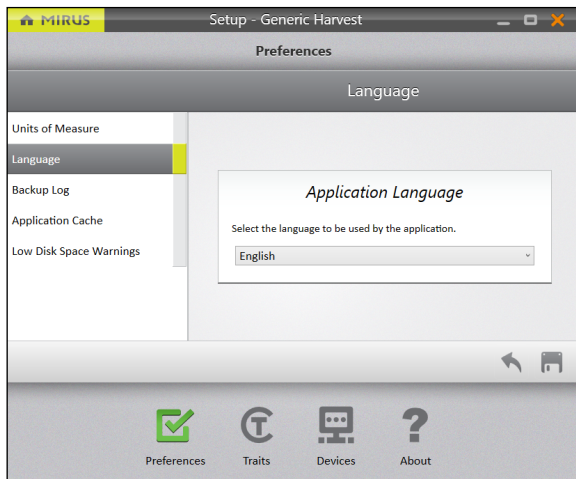 MIRUS
Setup - Generic Harvest
Preferences
Language
Units of Measure
Language
Backup Log
Application Cache
Low Disk Space Warnings
Application Language
Select the language to be used by the application.
English
Preferences
Traits
Devices
About